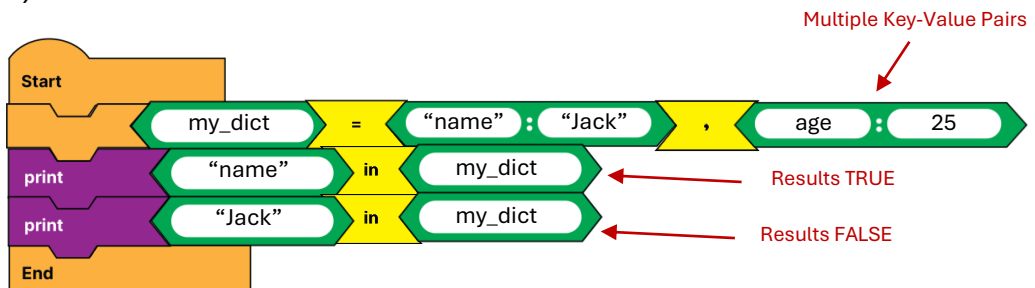 Multiple Key-Value Pairs
Start
my_dict = “name” : “Jack” , age : 25
print “name” in my_dict Results TRUE
print “Jack” in my_dict Results FALSE
End